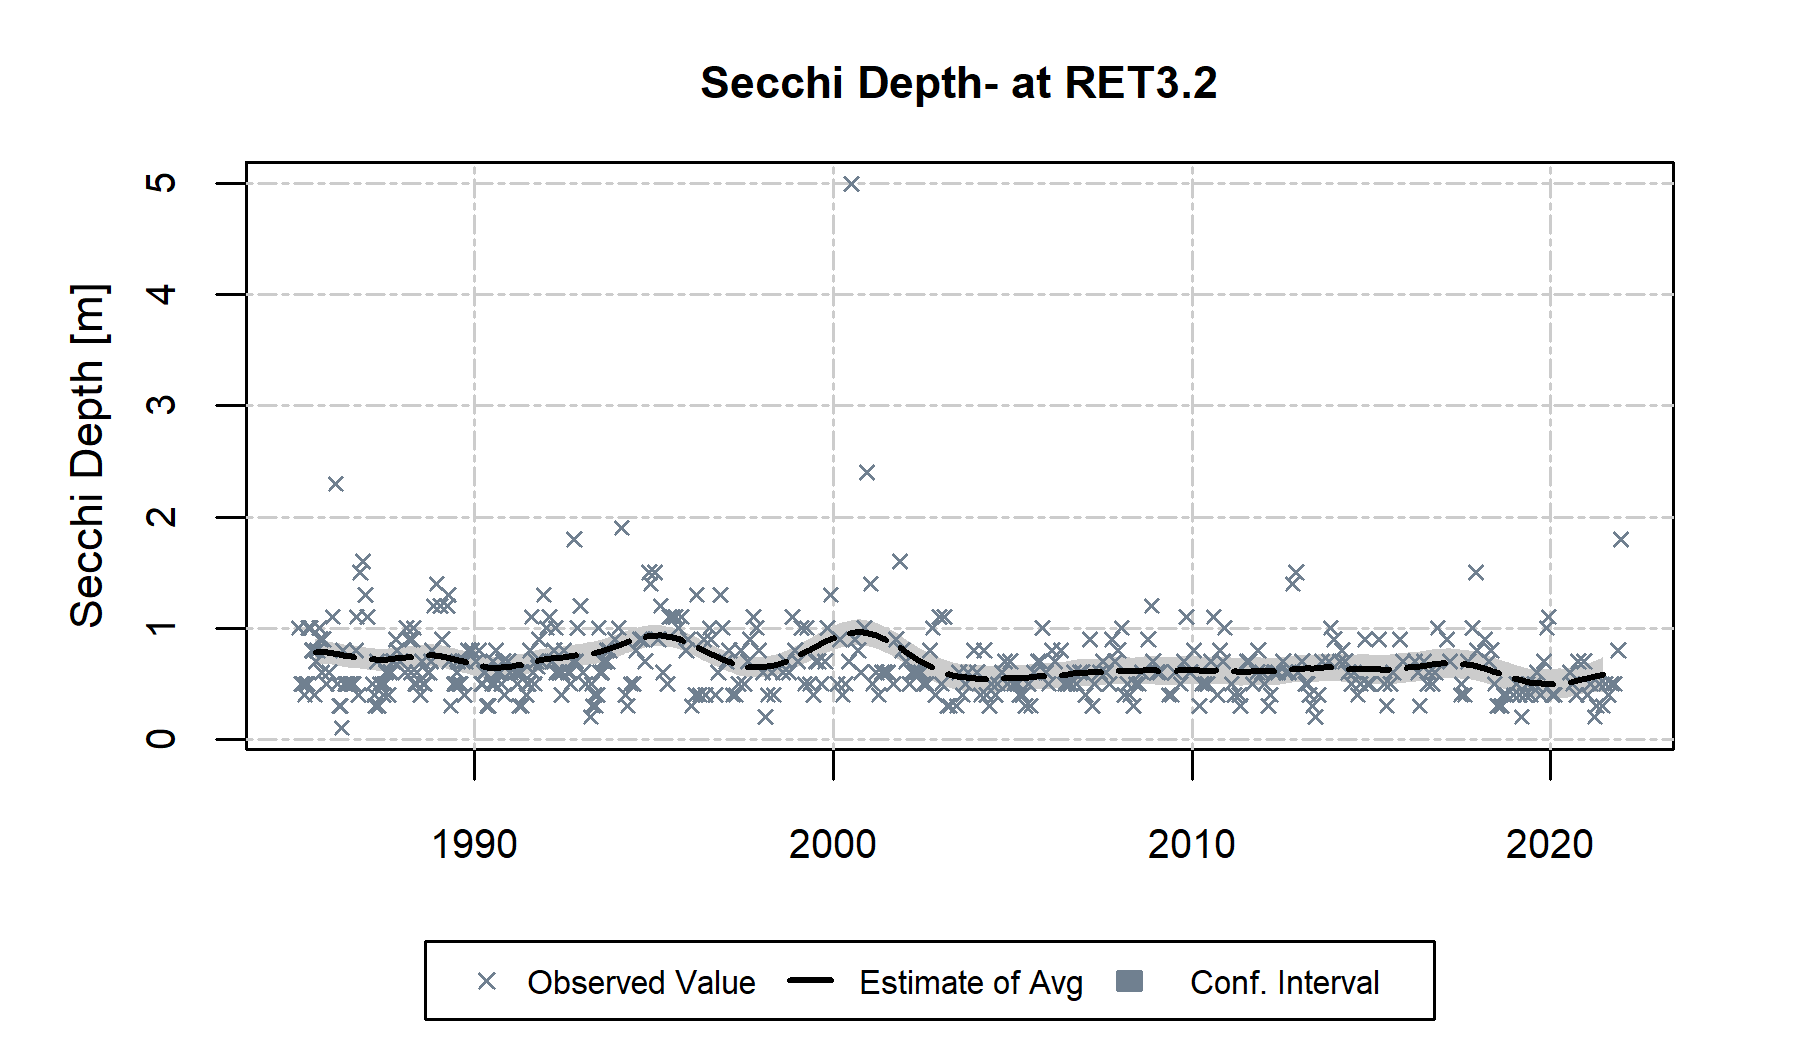 Secchi Depth- at RET3.2
Secchi Depth [m]
5
4
3
2
1
0
1990 2000 2010 2020
Observed Value Estimate of Avg Conf. Interval